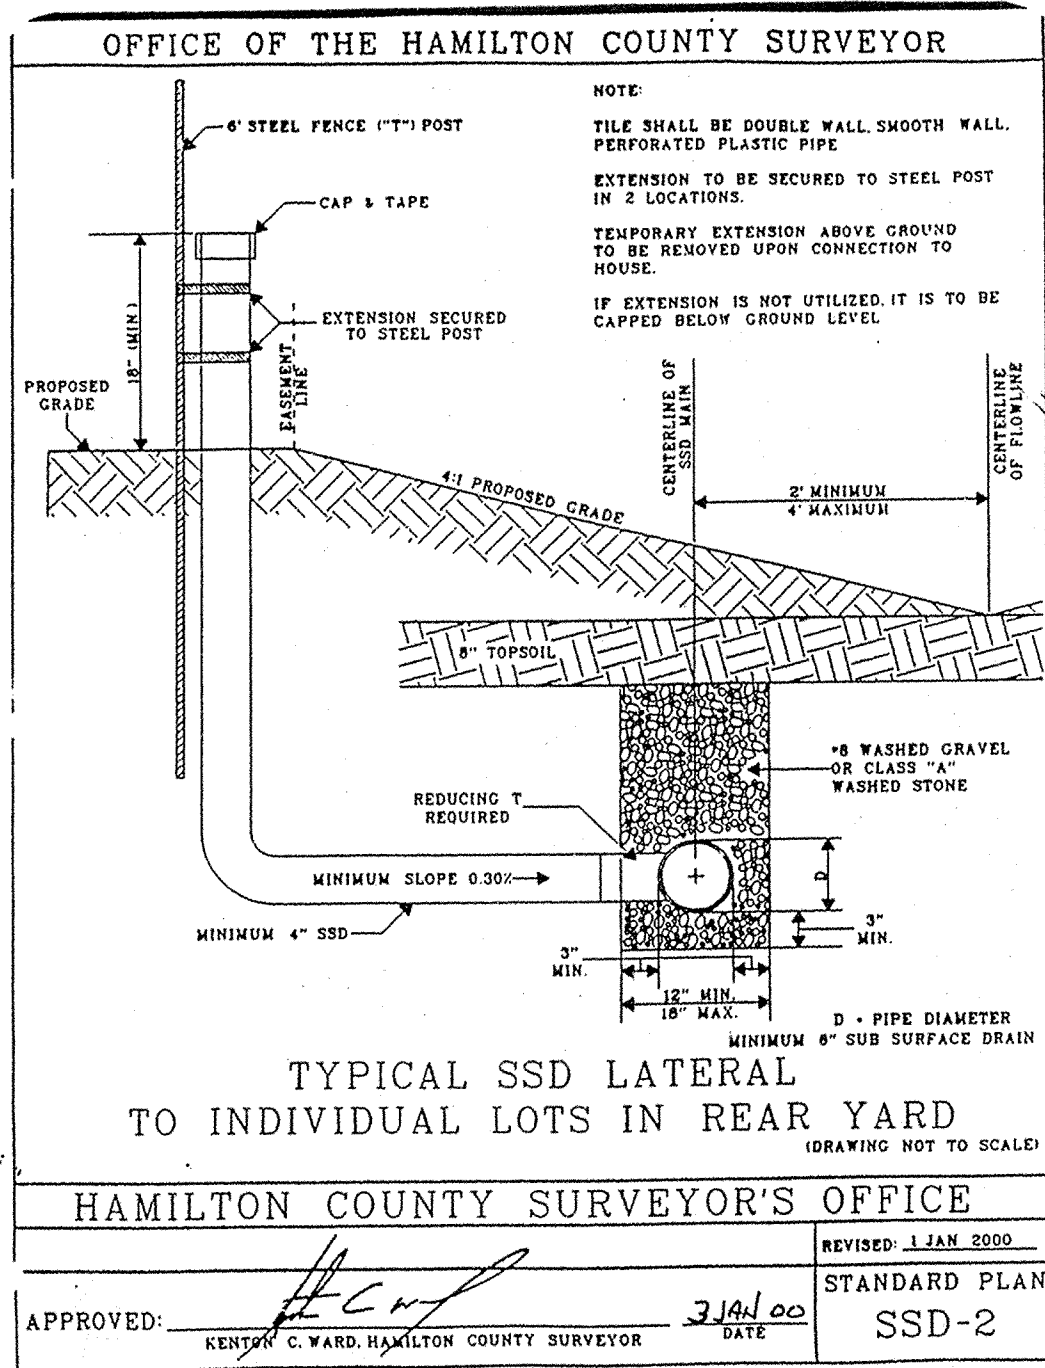 OFFICE OF THE HAMILTON COUNTY SURVEYOR
6' STEEL FENCE ("T") POST
CAP & TAPE
18" (MIN.)
EXTENSION SECURED
TO STEEL POST
EASEMENT
LINE
PROPOSED
GRADE
NOTE:
TILE SHALL BE DOUBLE WALL, SMOOTH WALL,
PERFORATED PLASTIC PIPE
EXTENSION TO BE SECURED TO STEEL POST
IN 2 LOCATIONS.
TEMPORARY EXTENSION ABOVE GROUND
TO BE REMOVED UPON CONNECTION TO
HOUSE.
IF EXTENSION IS NOT UTILIZED, IT IS TO BE
CAPPED BELOW GROUND LEVEL
CENTERLINE OF
SSD MAIN
CENTERLINE
OF FLOWLINE
4:1 PROPOSED GRADE
2' MINIMUM
4' MAXIMUM
TOPSOIL
WASHED GRAVEL
OR CLASS "A"
WASHED STONE
REDUCING T
REQUIRED
MINIMUM SLOPE 0.30%
MINIMUM 4" SSD
D
3"
MIN.
3"
MIN.
12" MIN.
18" MAX.
D = PIPE DIAMETER
MINIMUM 6" SUB SURFACE DRAIN
TYPICAL SSD LATERAL
TO INDIVIDUAL LOTS IN REAR YARD
(DRAWING NOT TO SCALE)
HAMILTON COUNTY SURVEYOR'S OFFICE
REVISED: 1 JAN 2000
STANDARD PLAN
SSD-2
APPROVED:
3 JAN 00
KENTON C. WARD, HAMILTON COUNTY SURVEYOR
DATE